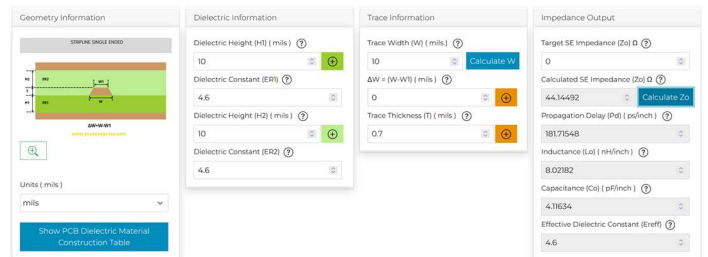 Geometry Information
STRIPLINE SINGLE ENDED
H2
ER2
W1
T
H1
ER1
W
ΔW=W-W1
www.protoexpress.com
Units ( mils )
mils
Show PCB Dielectric Material
Construction Table
Dielectric Information
Dielectric Height (H1) ( mils ) ?
10
Dielectric Constant (ER1) ?
4.6
Dielectric Height (H2) ( mils ) ?
10
Dielectric Constant (ER2) ?
4.6
Trace Information
Trace Width (W) ( mils ) ?
10 Calculate W
ΔW = (W-W1) ( mils ) ?
0
Trace Thickness (T) ( mils ) ?
0.7
Impedance Output
Target SE Impedance (Zo) Ω ?
0
Calculated SE Impedance (Zo) Ω ?
44.14492 Calculate Zo
Propagation Delay (Pd) ( ps/inch ) ?
181.71548
Inductance (Lo) ( nH/inch ) ?
8.02182
Capacitance (Co) ( pF/inch ) ?
4.11634
Effective Dielectric Constant (Ereff) ?
4.6